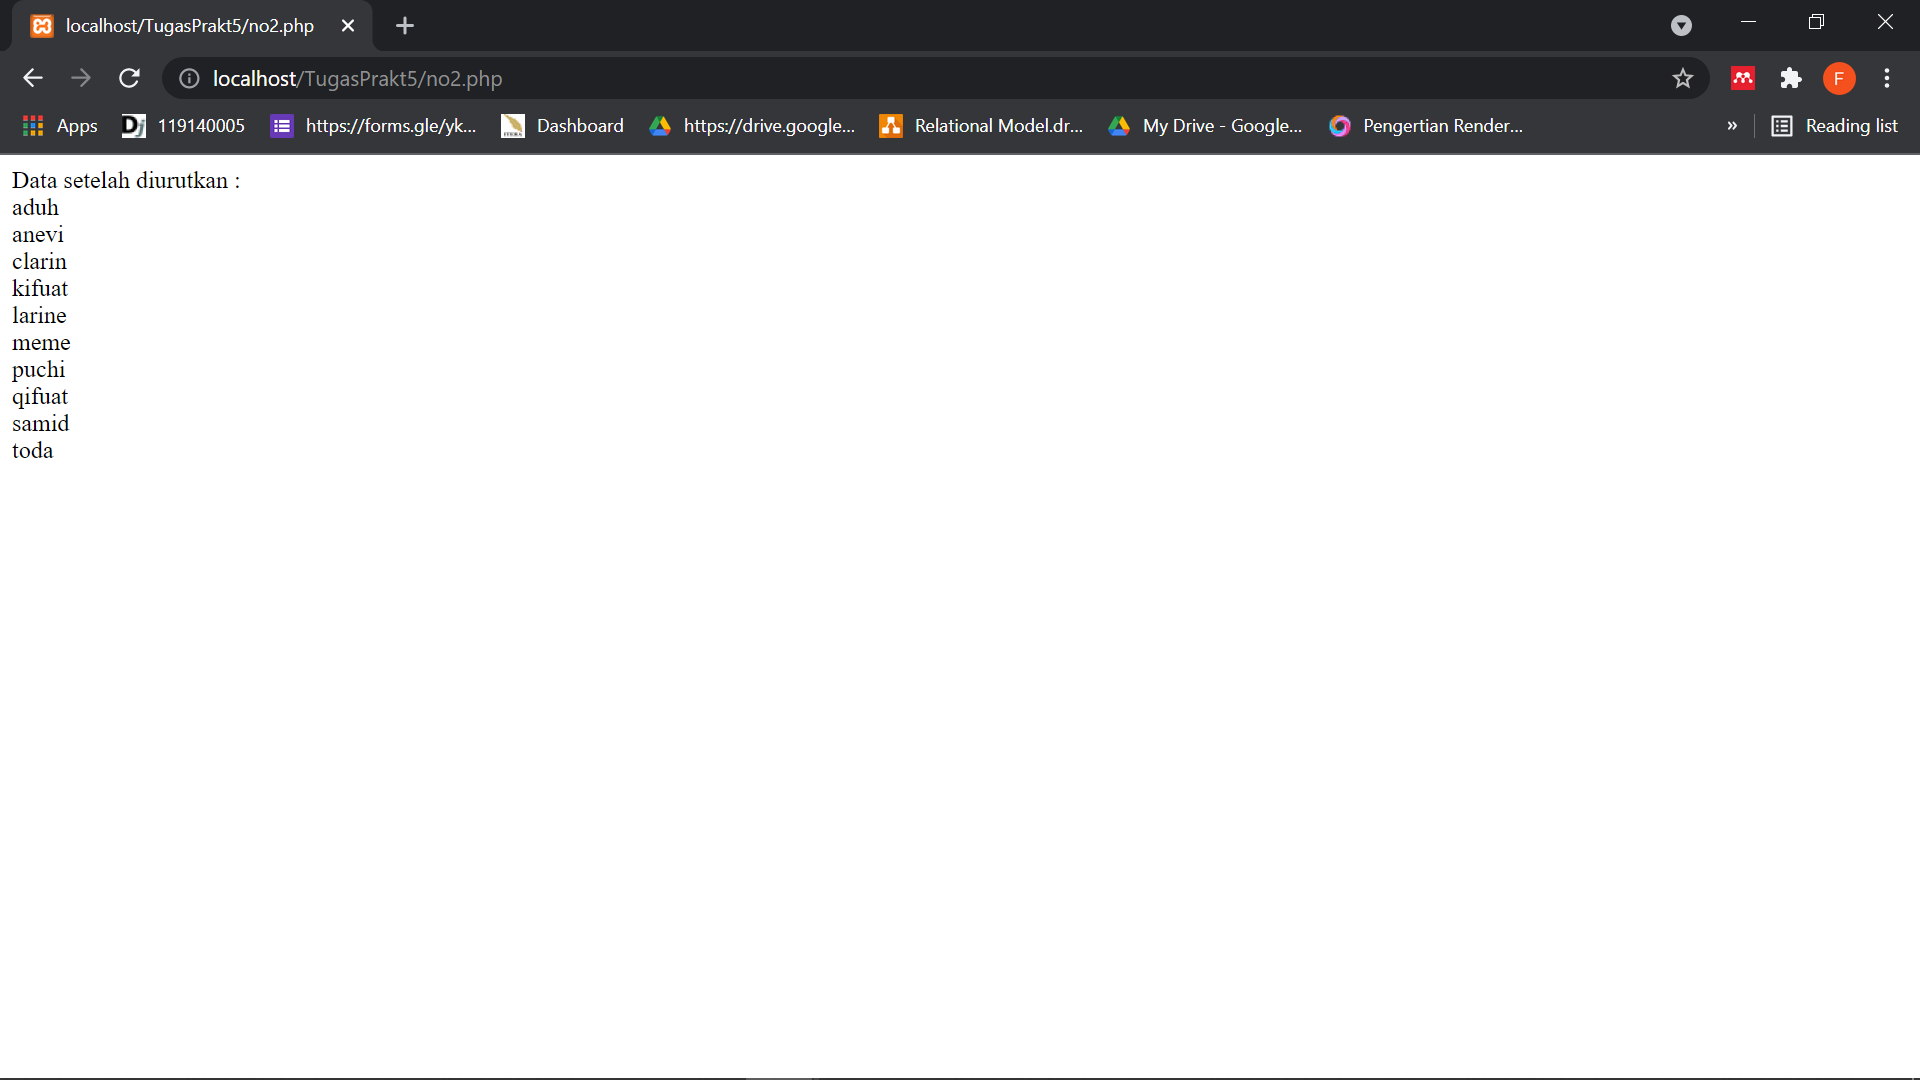 localhost/TugasPrakt5/no2.php
localhost/TugasPrakt5/no2.php
F
Apps
Dj 119140005
https://forms.gle/yk...
Dashboard
https://drive.google...
Relational Model.dr...
My Drive - Google...
Pengertian Render...
»
Reading list
Data setelah diurutkan :
aduh
anevi
clarin
kifuat
larine
meme
puchi
qifuat
samid
toda